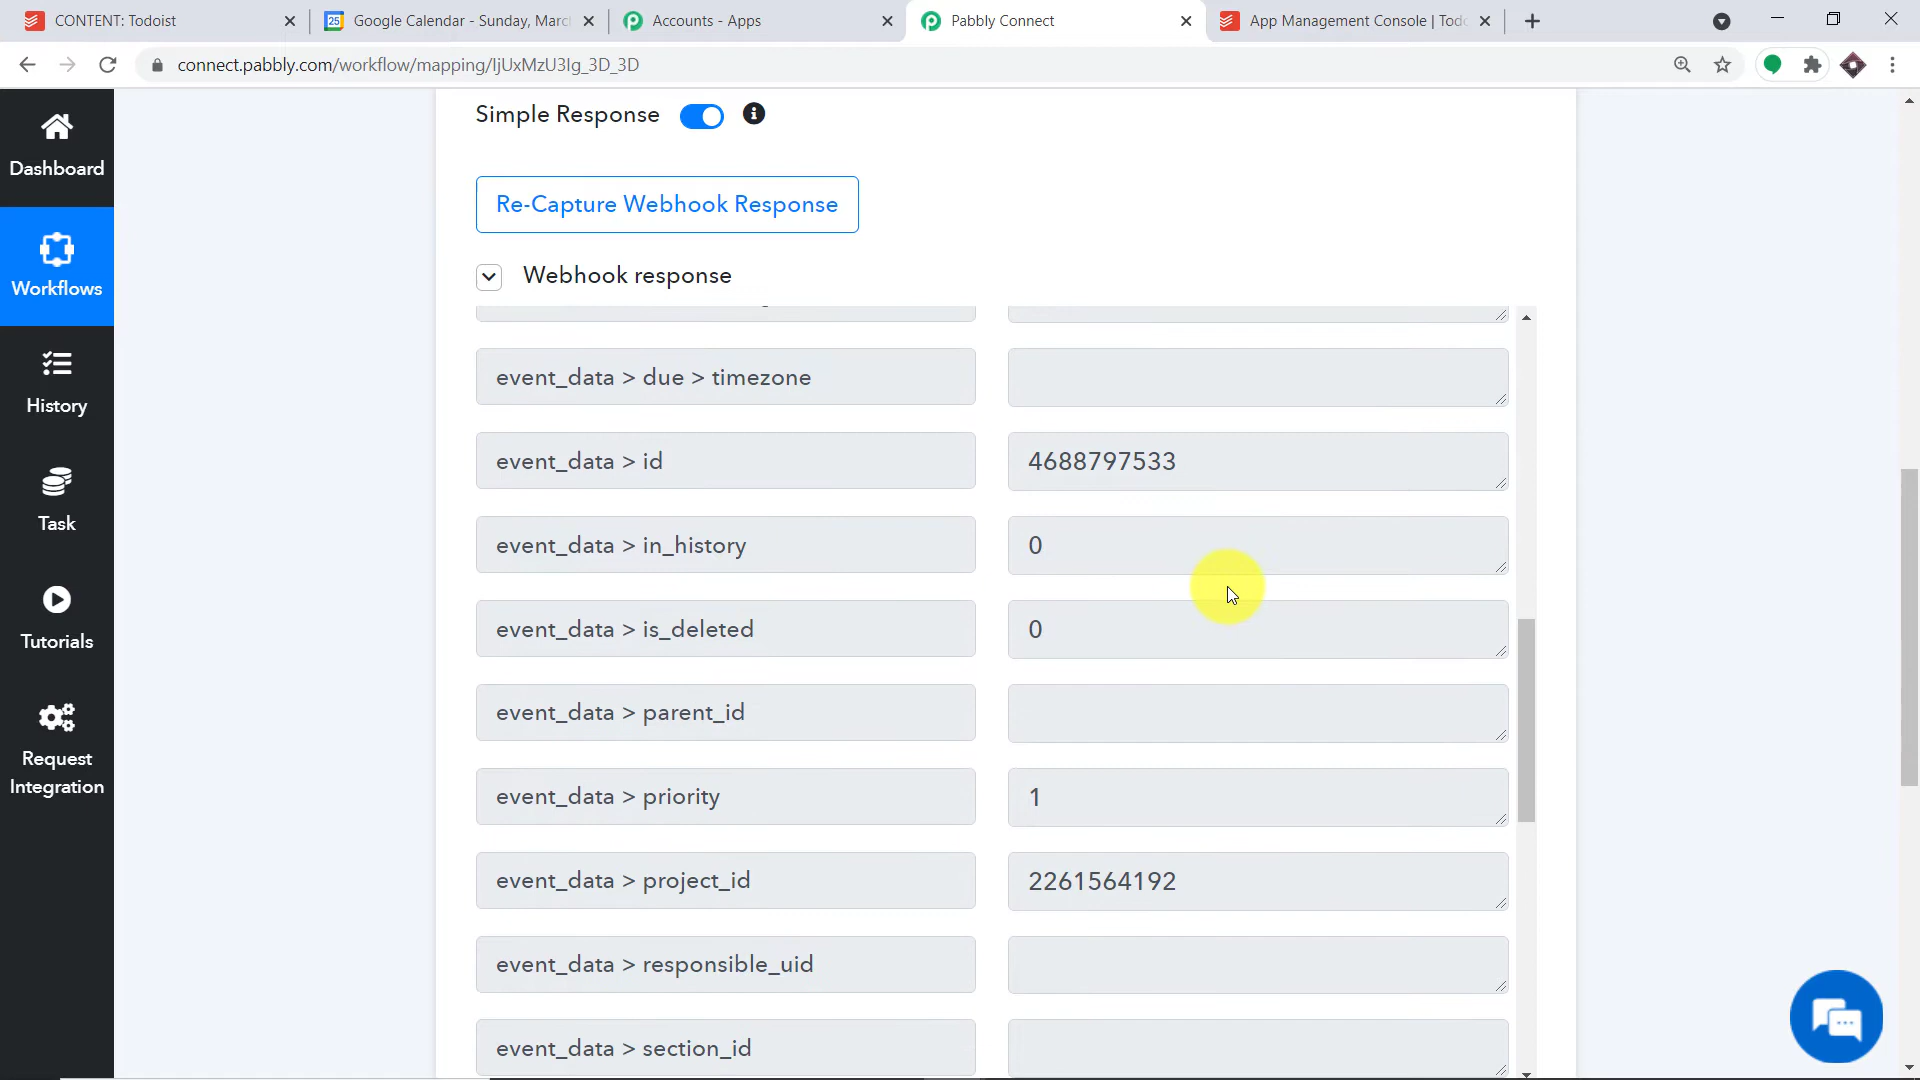 CONTENT: Todoist
25
Google Calendar - Sunday, Marc
Accounts - Apps
Pabbly Connect
App Management Console | Tod
connect.pabbly.com/workflow/mapping/IjUxMzU3Ig_3D_3D
Dashboard
Workflows
History
Task
Tutorials
Request
Integration
Simple Response
Re-Capture Webhook Response
Webhook response
event_data > due > timezone
event_data > id
4688797533
event_data > in_history
0
event_data > is_deleted
0
event_data > parent_id
event_data > priority
1
event_data > project_id
2261564192
event_data > responsible_uid
event_data > section_id